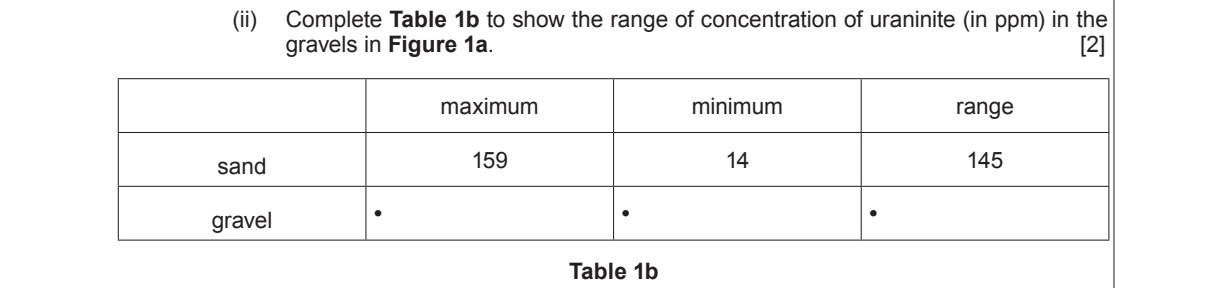 (ii) Complete Table 1b to show the range of concentration of uraninite (in ppm) in the
gravels in Figure 1a. [2]
maximum minimum range
sand 159 14 145
gravel • • •
Table 1b